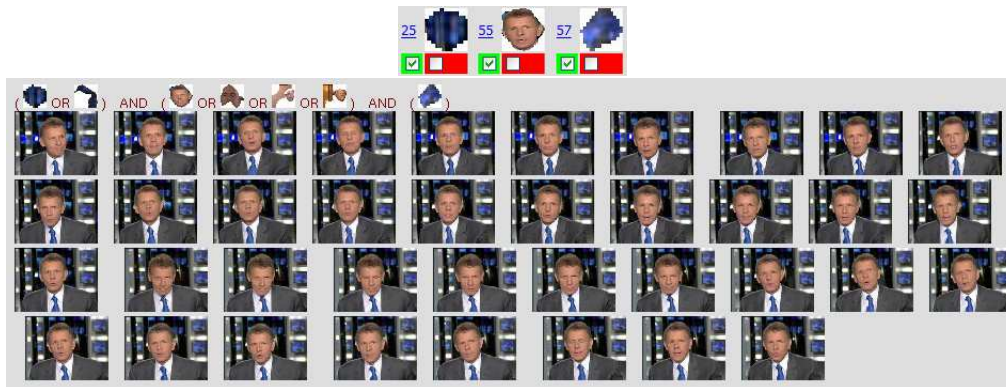 25 55 57
( OR ) AND ( OR OR OR ) AND ( )